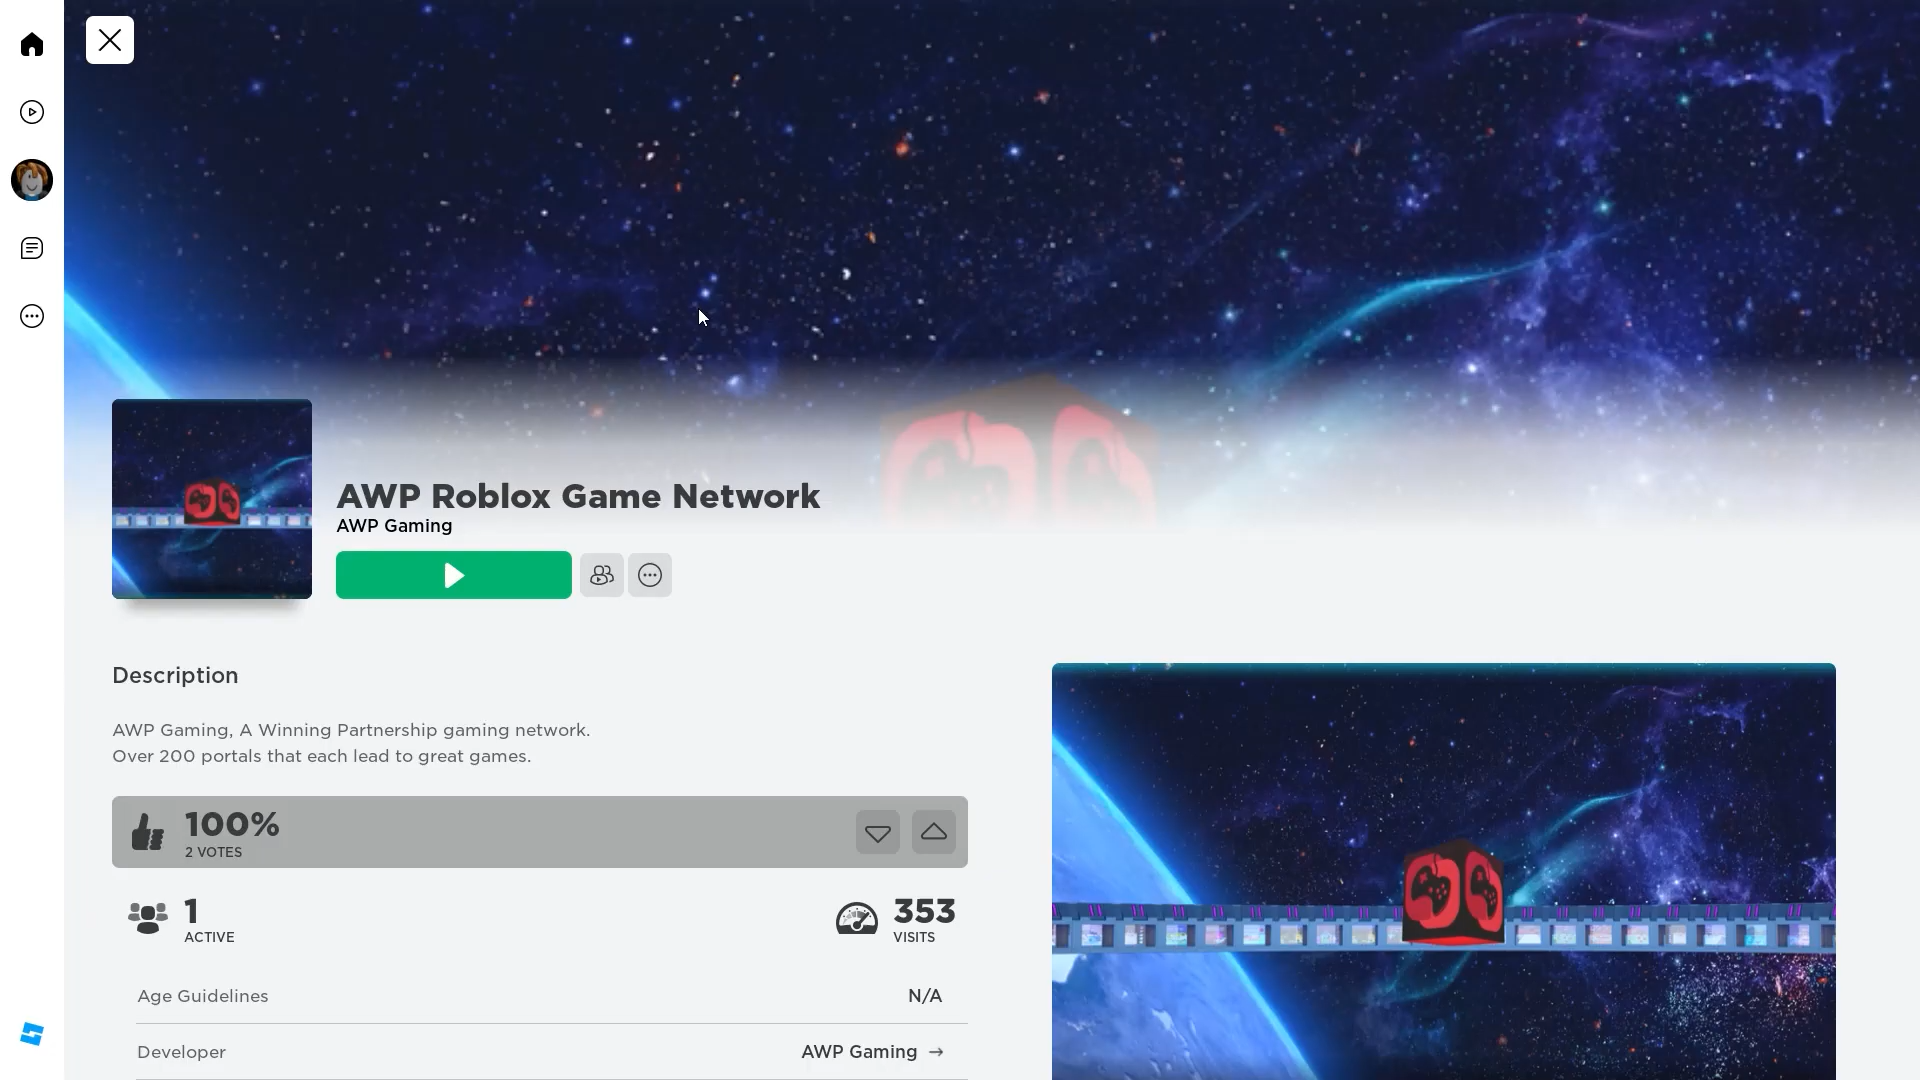 AWP Roblox Game Network
AWP Gaming
Description
AWP Gaming, A Winning Partnership gaming network.
Over 200 portals that each lead to great games.
100%
2 VOTES
1
ACTIVE
353
VISITS
Age Guidelines
N/A
Developer
AWP Gaming →